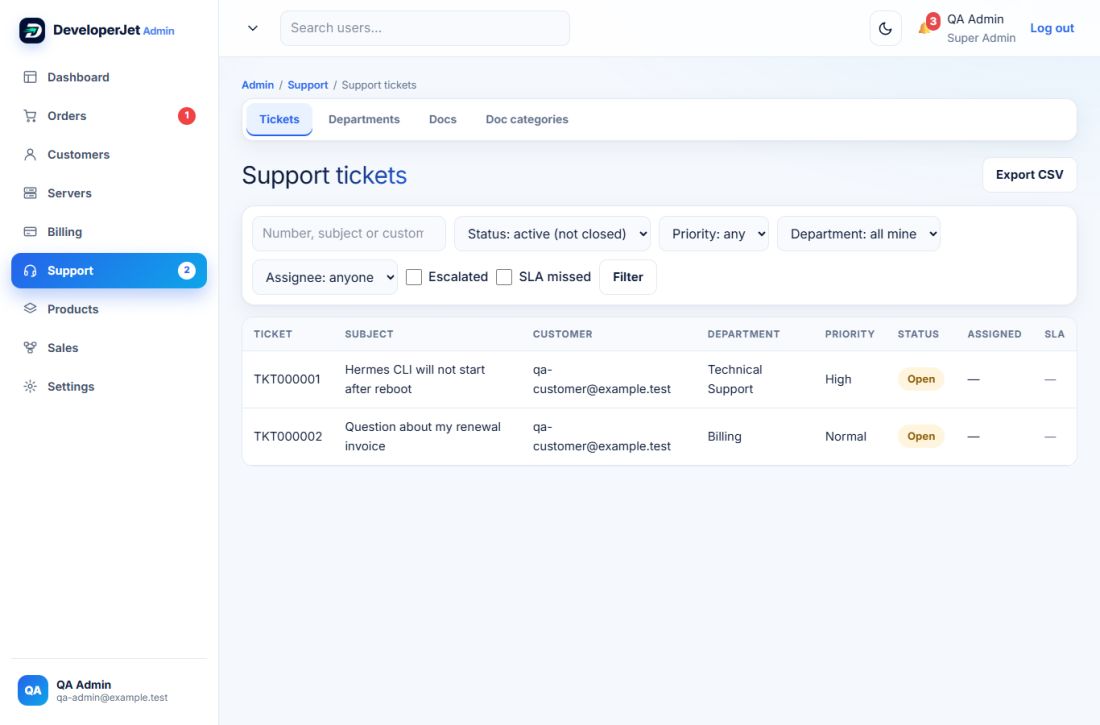 DeveloperJet Admin
Search users...
3
QA Admin
Super Admin
Log out
Dashboard
Orders
1
Customers
Servers
Billing
Support
2
Products
Sales
Settings
QA
QA Admin
qa-admin@example.test
Admin / Support / Support tickets
Tickets
Departments
Docs
Doc categories
Support tickets
Export CSV
Number, subject or custom
Status: active (not closed)
Priority: any
Department: all mine
Assignee: anyone
Escalated
SLA missed
Filter
TICKET SUBJECT CUSTOMER DEPARTMENT PRIORITY STATUS ASSIGNED SLA
TKT000001
Hermes CLI will not start
after reboot
qa-
customer@example.test
Technical
Support
High
Open
—
—
TKT000002
Question about my renewal
invoice
qa-
customer@example.test
Billing
Normal
Open
—
—